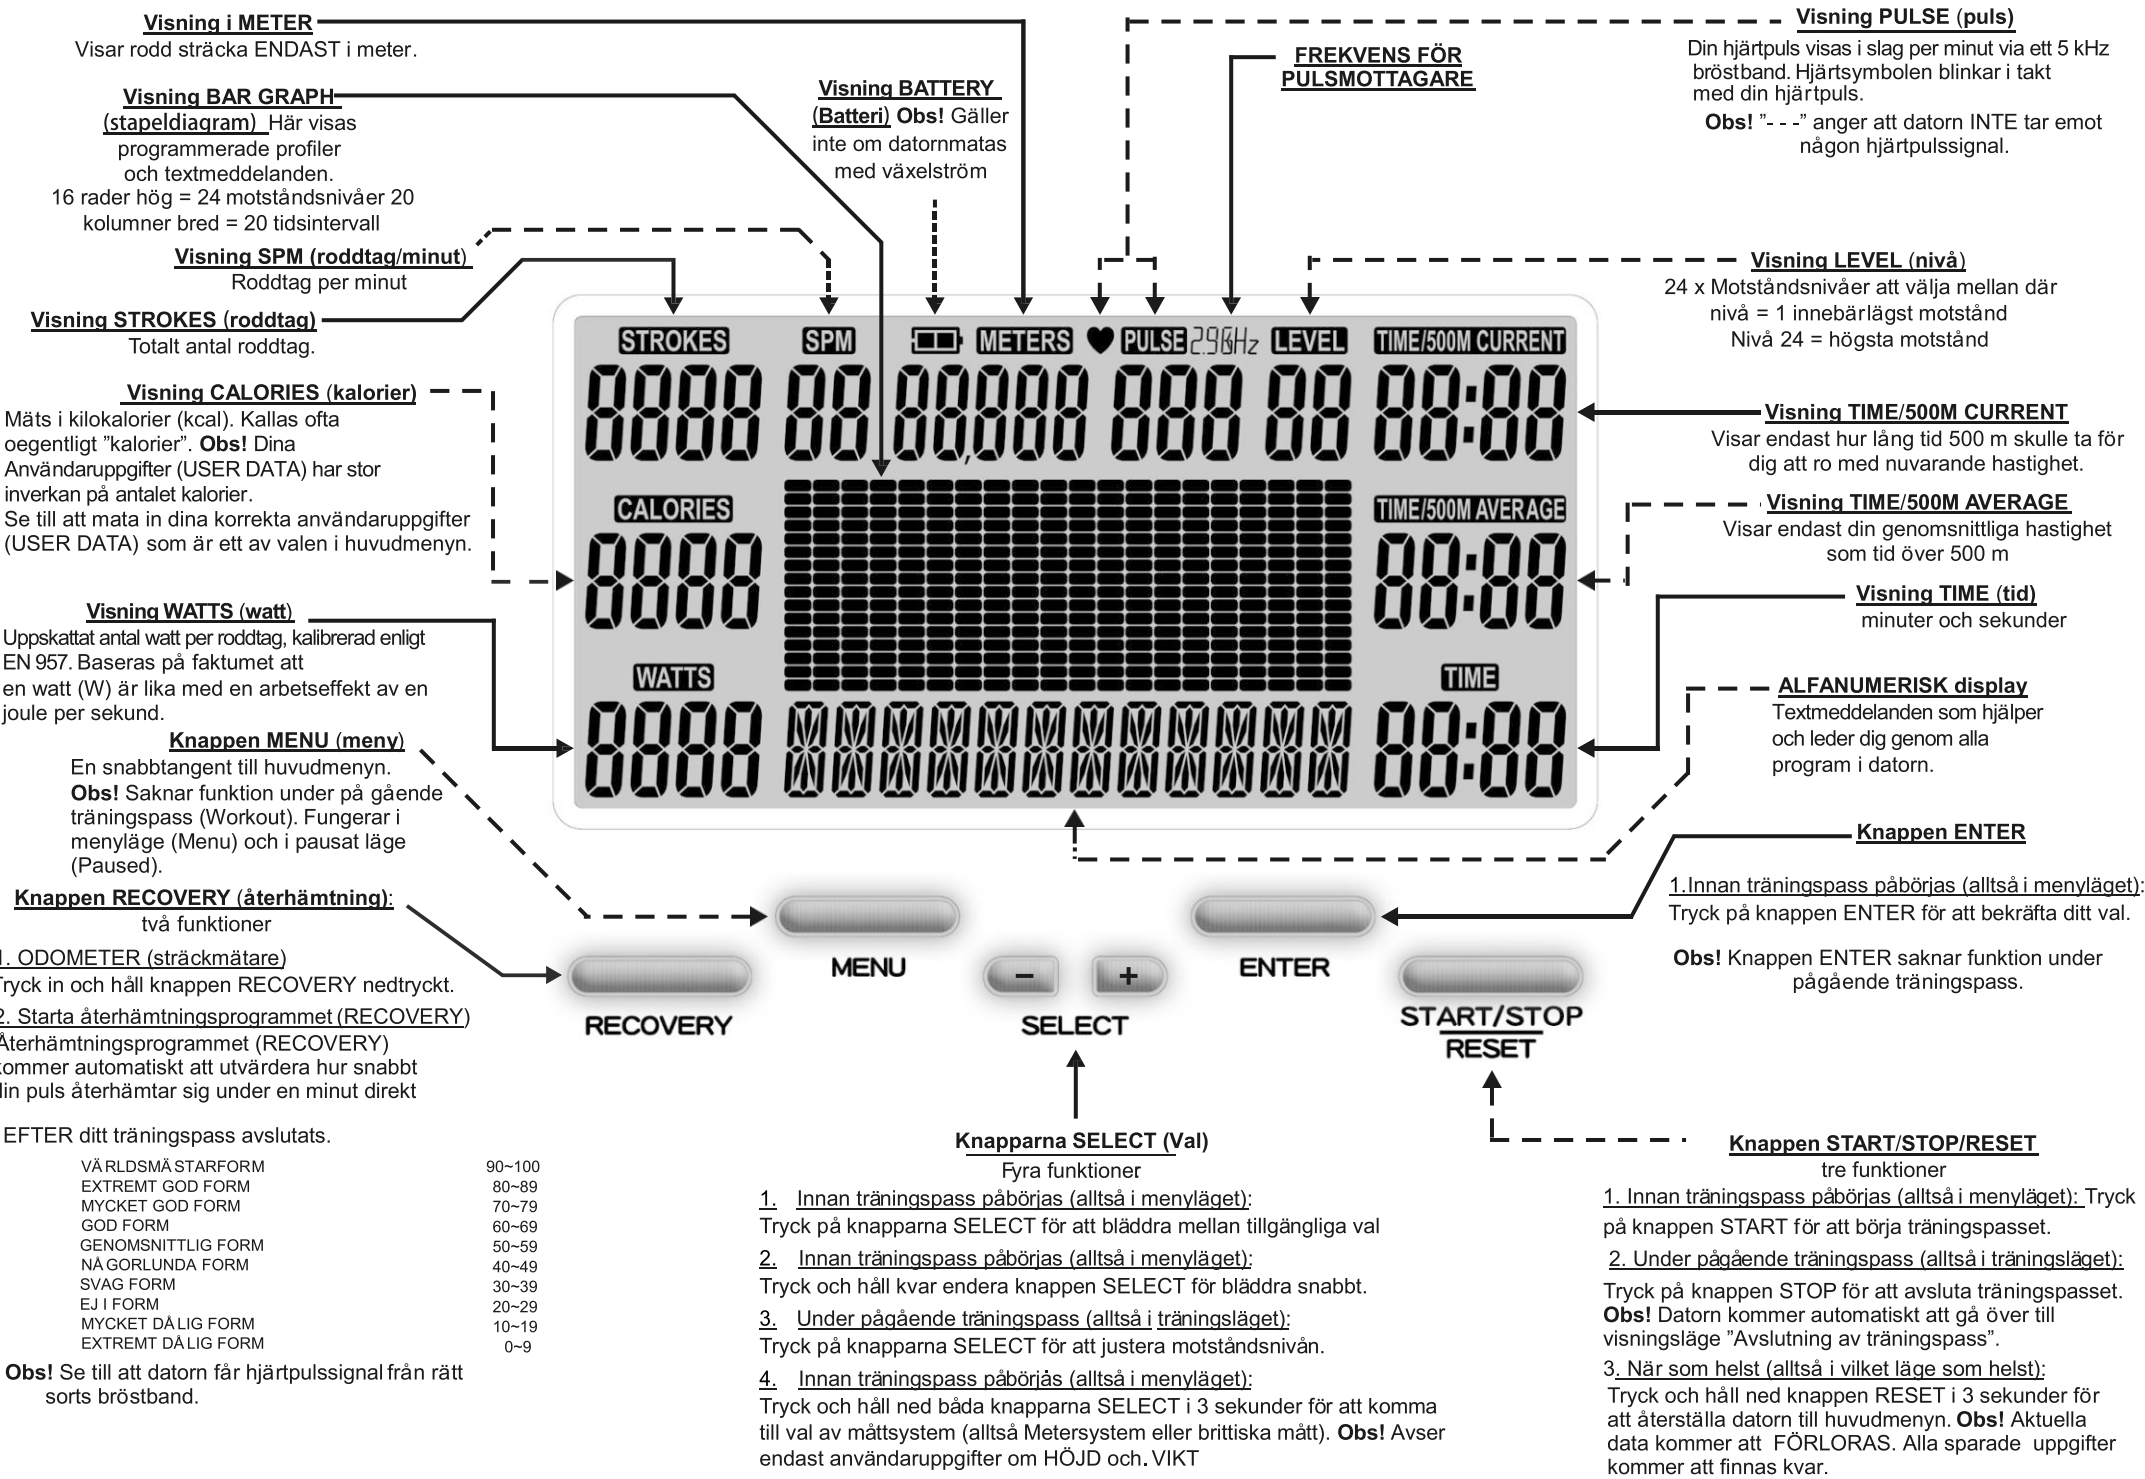 Visning i METER
Visar rodd sträcka ENDAST i meter.
Visning BAR GRAPH
(stapeldiagram) Här visas
programmerade profiler
och textmeddelanden.
16 rader hög = 24 motståndsnivåer 20
kolumner bred = 20 tidsintervall
Visning SPM (roddtag/minut)
Roddtag per minut
Visning STROKES (roddtag)
Totalt antal roddtag.
Visning CALORIES (kalorier)
Mäts i kilokalorier (kcal). Kallas ofta
oegentligt ”kalorier”. Obs! Dina
Användaruppgifter (USER DATA) har stor
inverkan på antalet kalorier.
Se till att mata in dina korrekta användaruppgifter
(USER DATA) som är ett av valen i huvudmenyn.
Visning WATTS (watt)
Uppskattat antal watt per roddtag, kalibrerad enligt
EN 957. Baseras på faktumet att
en watt (W) är lika med en arbetseffekt av en
joule per sekund.
Knappen MENU (meny)
En snabbtangent till huvudmenyn.
Obs! Saknar funktion under på gående
träningspass (Workout). Fungerar i
menyläge (Menu) och i pausat läge
(Paused).
Knappen RECOVERY (återhämtning):
två funktioner
1. ODOMETER (sträckmätare)
Tryck in och håll knappen RECOVERY nedtryckt.
2. Starta återhämtningsprogrammet (RECOVERY)
Återhämtningsprogrammet (RECOVERY)
kommer automatiskt att utvärdera hur snabbt
din puls återhämtar sig under en minut direkt
EFTER ditt träningspass avslutats.
VÄRLDSMÄSTARFORM 90~100
EXTREMT GOD FORM 80~89
MYCKET GOD FORM 70~79
GOD FORM 60~69
GENOMSNITTLIG FORM 50~59
NÅGORLUNDA FORM 40~49
SVAG FORM 30~39
EJ I FORM 20~29
MYCKET DÅLIG FORM 10~19
EXTREMT DÅLIG FORM 0~9
Obs! Se till att datorn får hjärtpulssignal från rätt
sorts bröstband.
Visning BATTERY
(Batteri) Obs! Gäller
inte om datornmatas
med växelström
FREKVENS FÖR
PULSMOTTAGARE
Visning PULSE (puls)
Din hjärtpuls visas i slag per minut via ett 5 kHz
bröstband. Hjärtsymbolen blinkar i takt
med din hjärtpuls.
Obs! ”- - -” anger att datorn INTE tar emot
någon hjärtpulssignal.
Visning LEVEL (nivå)
24 x Motståndsnivåer att välja mellan där
nivå = 1 innebärlägst motstånd
Nivå 24 = högsta motstånd
STROKES SPM METERS PULSE LEVEL TIME/500M CURRENT
8888 88 88,888 888 88 88:88
CALORIES TIME/500M AVERAGE
8888 88:88
WATTS TIME
8888 88:88
Visning TIME/500M CURRENT
Visar endast hur lång tid 500 m skulle ta för
dig att ro med nuvarande hastighet.
Visning TIME/500M AVERAGE
Visar endast din genomsnittliga hastighet
som tid över 500 m
Visning TIME (tid)
minuter och sekunder
ALFANUMERISK display
Textmeddelanden som hjälper
och leder dig genom alla
program i datorn.
Knappen ENTER
1.Innan träningspass påbörjas (alltså i menyläget):
Tryck på knappen ENTER för att bekräfta ditt val.
Obs! Knappen ENTER saknar funktion under
pågående träningspass.
MENU
ENTER
- +
RECOVERY
SELECT
START/STOP
RESET
Knapparna SELECT (Val)
Fyra funktioner
1. Innan träningspass påbörjas (alltså i menyläget):
Tryck på knapparna SELECT för att bläddra mellan tillgängliga val
2. Innan träningspass påbörjas (alltså i menyläget):
Tryck och håll kvar endera knappen SELECT för bläddra snabbt.
3. Under pågående träningspass (alltså i träningsläget):
Tryck på knapparna SELECT för att justera motståndsnivån.
4. Innan träningspass påbörjas (alltså i menyläget):
Tryck och håll ned båda knapparna SELECT i 3 sekunder för att komma
till val av måttsystem (alltså Metersystem eller brittiska mått). Obs! Avser
endast användaruppgifter om HÖJD och. VIKT
Knappen START/STOP/RESET
tre funktioner
1. Innan träningspass påbörjas (alltså i menyläget): Tryck
på knappen START för att börja träningspasset.
2. Under pågående träningspass (alltså i träningsläget):
Tryck på knappen STOP för att avsluta träningspasset.
Obs! Datorn kommer automatiskt att gå över till
visningsläge ”Avslutning av träningspass”.
3. När som helst (alltså i vilket läge som helst):
Tryck och håll ned knappen RESET i 3 sekunder för
att återställa datorn till huvudmenyn. Obs! Aktuella
data kommer att FÖRLORAS. Alla sparade uppgifter
kommer att finnas kvar.